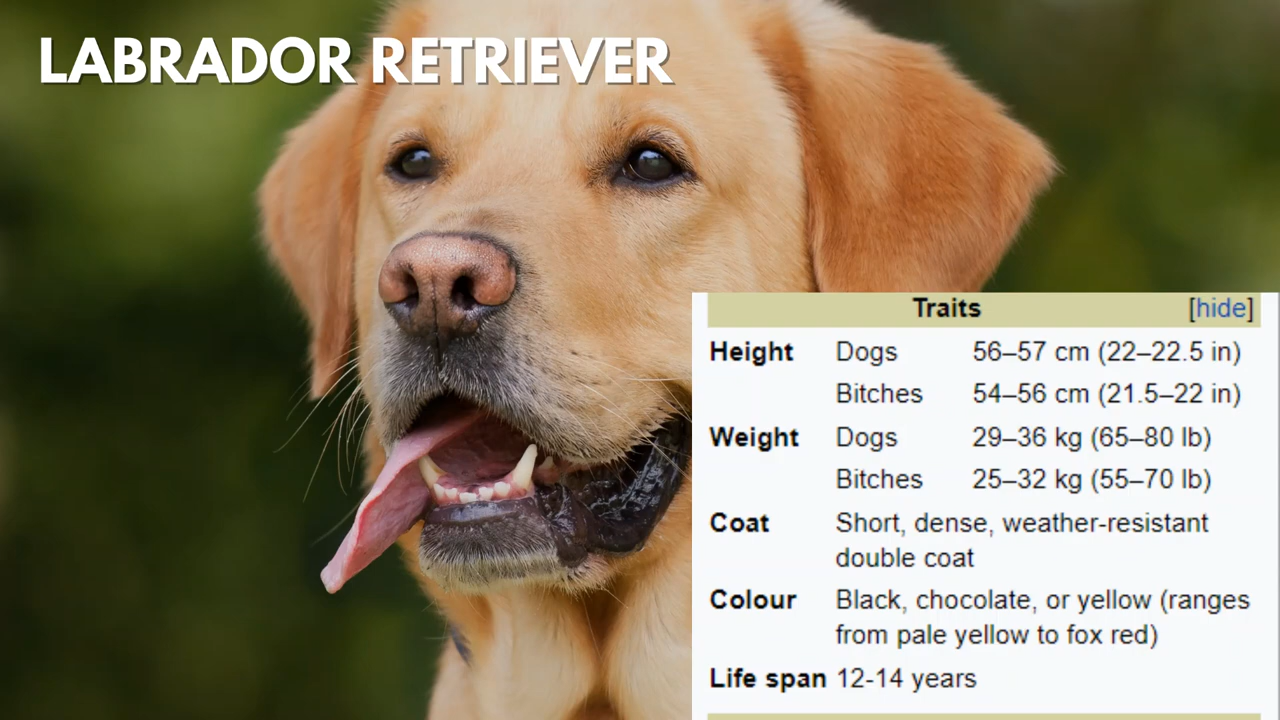 LABRADOR RETRIEVER
Traits [hide]
Height Dogs 56–57 cm (22–22.5 in)
Bitches 54–56 cm (21.5–22 in)
Weight Dogs 29–36 kg (65–80 lb)
Bitches 25–32 kg (55–70 lb)
Coat Short, dense, weather-resistant
double coat
Colour Black, chocolate, or yellow (ranges
from pale yellow to fox red)
Life span 12-14 years